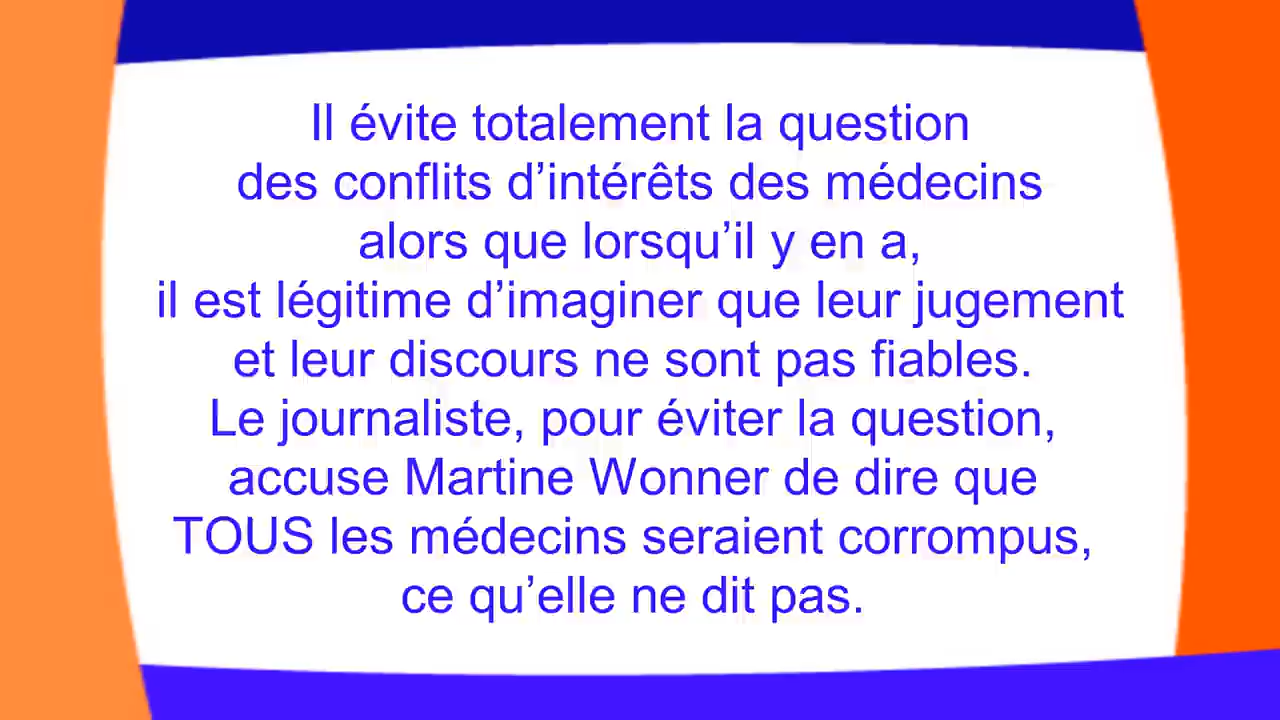 Il évite totalement la question
des conflits d’intérêts des médecins
alors que lorsqu’il y en a,
il est légitime d’imaginer que leur jugement
et leur discours ne sont pas fiables.
Le journaliste, pour éviter la question,
accuse Martine Wonner de dire que
TOUS les médecins seraient corrompus,
ce qu’elle ne dit pas.